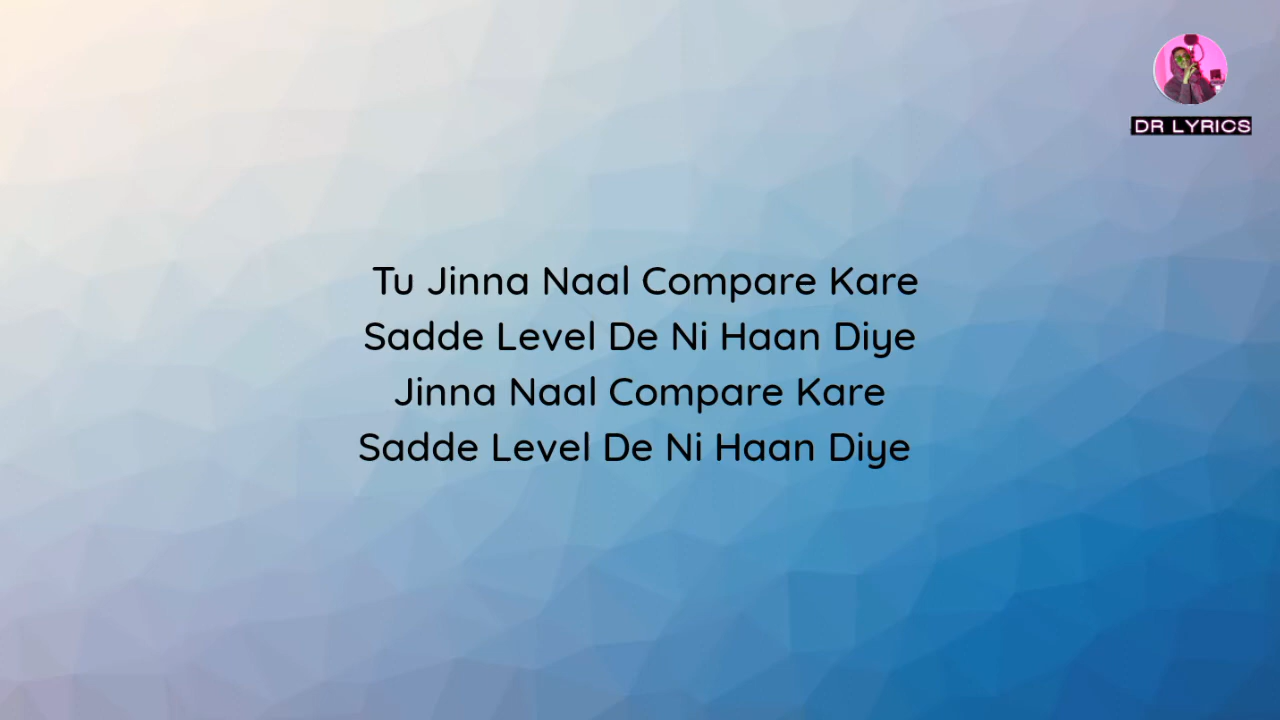 DR LYRICS
Tu Jinna Naal Compare Kare
Sadde Level De Ni Haan Diye
Jinna Naal Compare Kare
Sadde Level De Ni Haan Diye